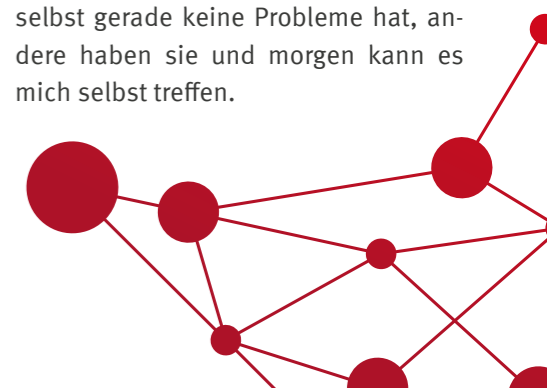 selbst gerade keine Probleme hat, an-
dere haben sie und morgen kann es
mich selbst treffen.